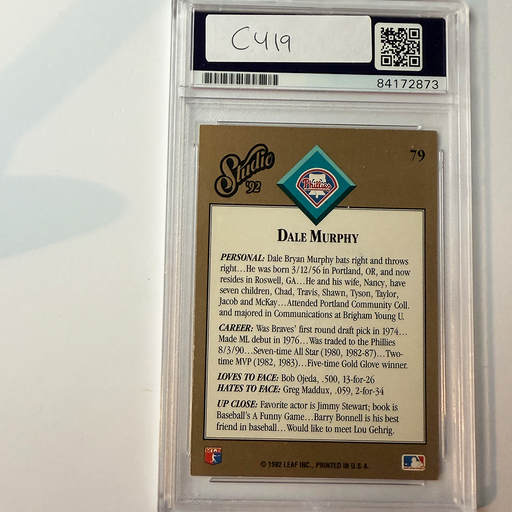 CU19
84172873
Studio '92
79
Phillies
DALE MURPHY
PERSONAL: Dale Bryan Murphy bats right and throws
right...He was born 3/12/56 in Portland, OR, and now
resides in Roswell, GA...He and his wife, Nancy, have
seven children, Chad, Travis, Shawn, Tyson, Taylor,
Jacob and McKay...Attended Portland Community Coll.
and majored in Communications at Brigham Young U.
CAREER: Was Braves' first round draft pick in 1974...
Made ML debut in 1976...Was traded to the Phillies
8/3/90...Seven-time All Star (1980, 1982-87)...Two-
time MVP (1982, 1983)...Five-time Gold Glove winner.
LOVES TO FACE: Bob Ojeda, .500, 13-for-26
HATES TO FACE: Greg Maddux, .059, 2-for-34
UP CLOSE: Favorite actor is Jimmy Stewart; book is
Baseball's A Funny Game...Barry Bonnell is his best
friend in baseball...Would like to meet Lou Gehrig.
© 1992 LEAF INC., PRINTED IN U.S.A.